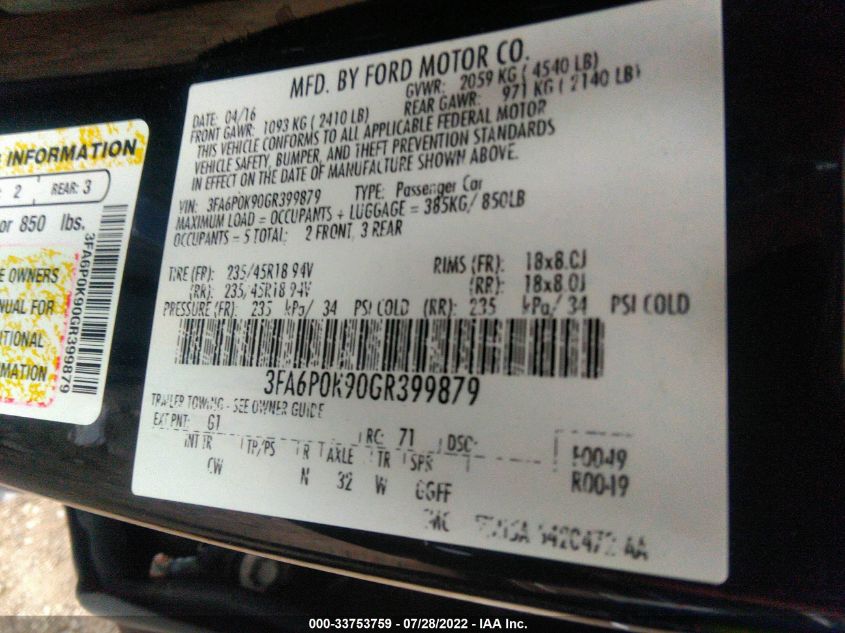 MFD. BY FORD MOTOR CO.
DATE: 04/16 GVWR: 2059 KG ( 4540 LB)
FRONT GAWR: 1093 KG ( 2410 LB) REAR GAWR: 971 KG ( 2140 LB)
THIS VEHICLE CONFORMS TO ALL APPLICABLE FEDERAL MOTOR
VEHICLE SAFETY, BUMPER, AND THEFT PREVENTION STANDARDS
IN EFFECT ON THE DATE OF MANUFACTURE SHOWN ABOVE.
VIN: 3FA6P0K90GR399879 TYPE: Passenger Car
MAXIMUM LOAD = OCCUPANTS + LUGGAGE = 385KG/ 850LB
OCCUPANTS = 5 TOTAL: 2 FRONT, 3 REAR
TIRE (FR): 235/45R18 94V RIMS (FR): 18x8.0J
(RR): 235/45R18 94V (RR): 18x8.0J
PRESSURE (FR): 235 kPa/ 34 PSI COLD (RR): 235 kPa/ 34 PSI COLD
3FA6P0K90GR399879
TRAILER TOWING - SEE OWNER GUIDE
EXT PNT: G1 RC: 71 DSO:
INT TR TP/PS R AXLE TR SPR F0049
CW N 32 W GGFF R0049
INFORMATION
2 REAR: 3
or 850 lbs.
OWNERS
FOR
3FA6P0K90GR399879
000-33753759 - 07/28/2022 - IAA Inc.